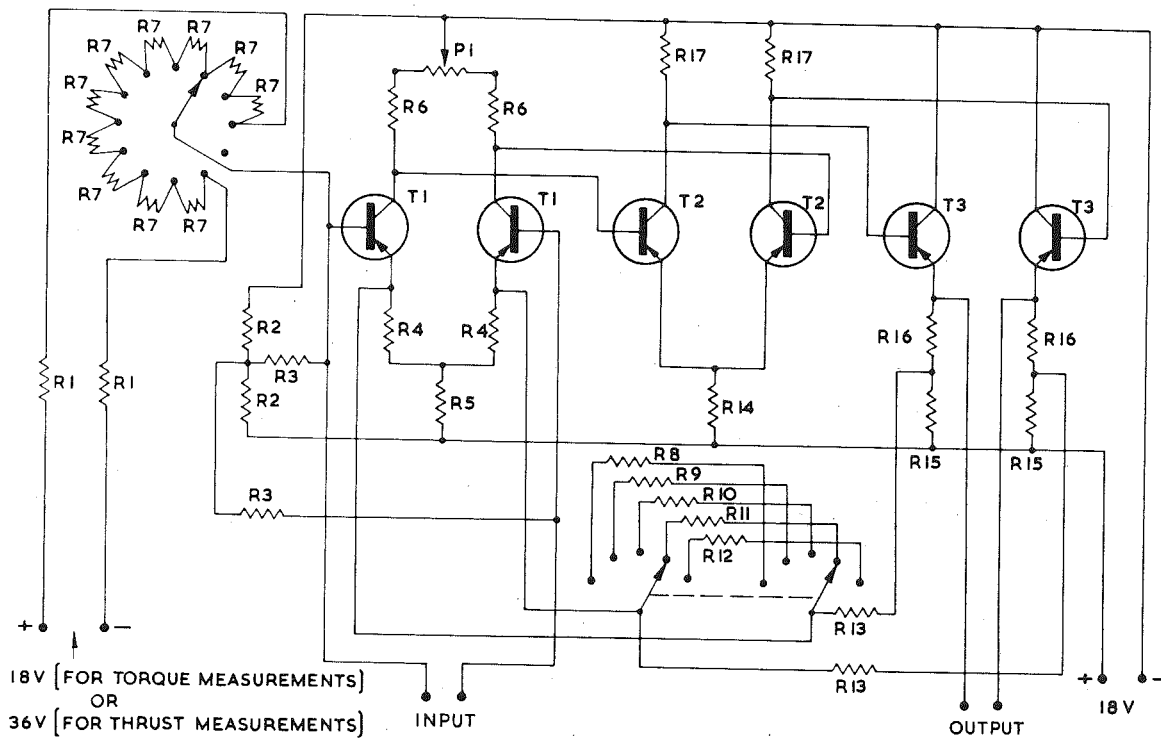 R7
R7
R7
R7
R7
R7
R7
R7
R7
R7
P1
R6
R6
R17
R17
T1
T1
T2
T2
T3
T3
R1
R1
R2
R3
R2
R4
R4
R5
R14
R16
R16
R15
R15
R3
R8
R9
R10
R11
R12
R13
R13
+
−
18V [FOR TORQUE MEASUREMENTS]
OR
36V [FOR THRUST MEASUREMENTS]
INPUT
OUTPUT
+
−
18V